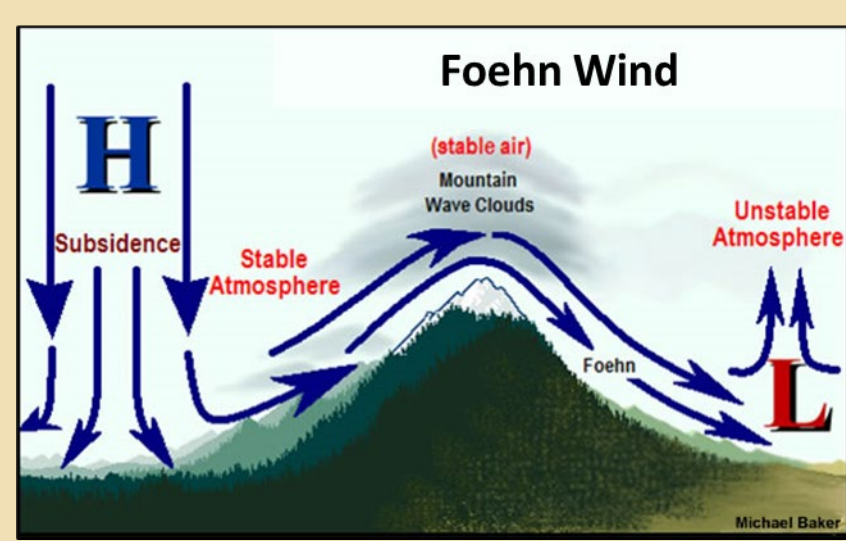 Foehn Wind
H
Subsidence
Stable
Atmosphere
(stable air)
Mountain
Wave Clouds
Unstable
Atmosphere
Foehn
L
Michael Baker